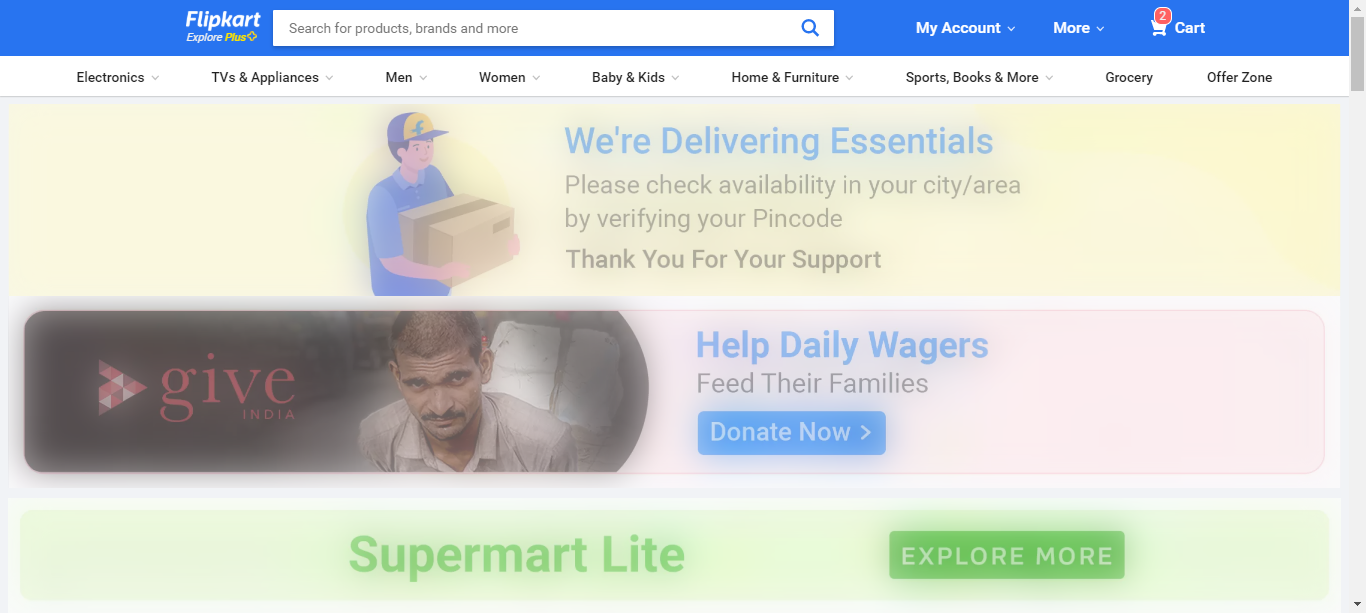 Flipkart
Explore Plus
Search for products, brands and more
My Account
More
2
Cart
Electronics
TVs & Appliances
Men
Women
Baby & Kids
Home & Furniture
Sports, Books & More
Grocery
Offer Zone
We're Delivering Essentials
Please check availability in your city/area
by verifying your Pincode
Thank You For Your Support
give
INDIA
Help Daily Wagers
Feed Their Families
Donate Now >
Supermart Lite
EXPLORE MORE